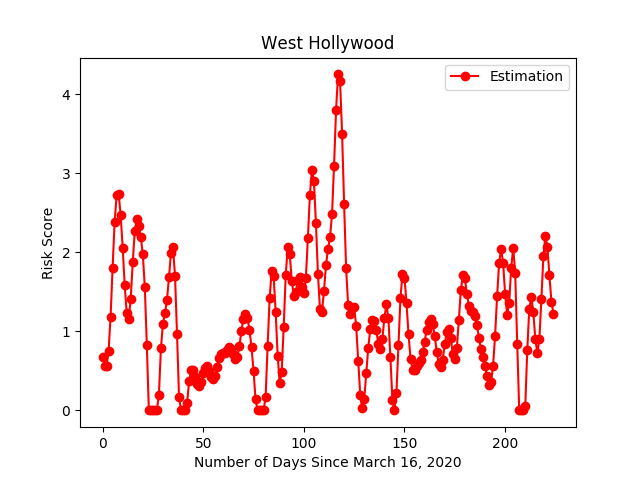 West Hollywood
Estimation
Risk Score
4
3
2
1
0
0 50 100 150 200
Number of Days Since March 16, 2020